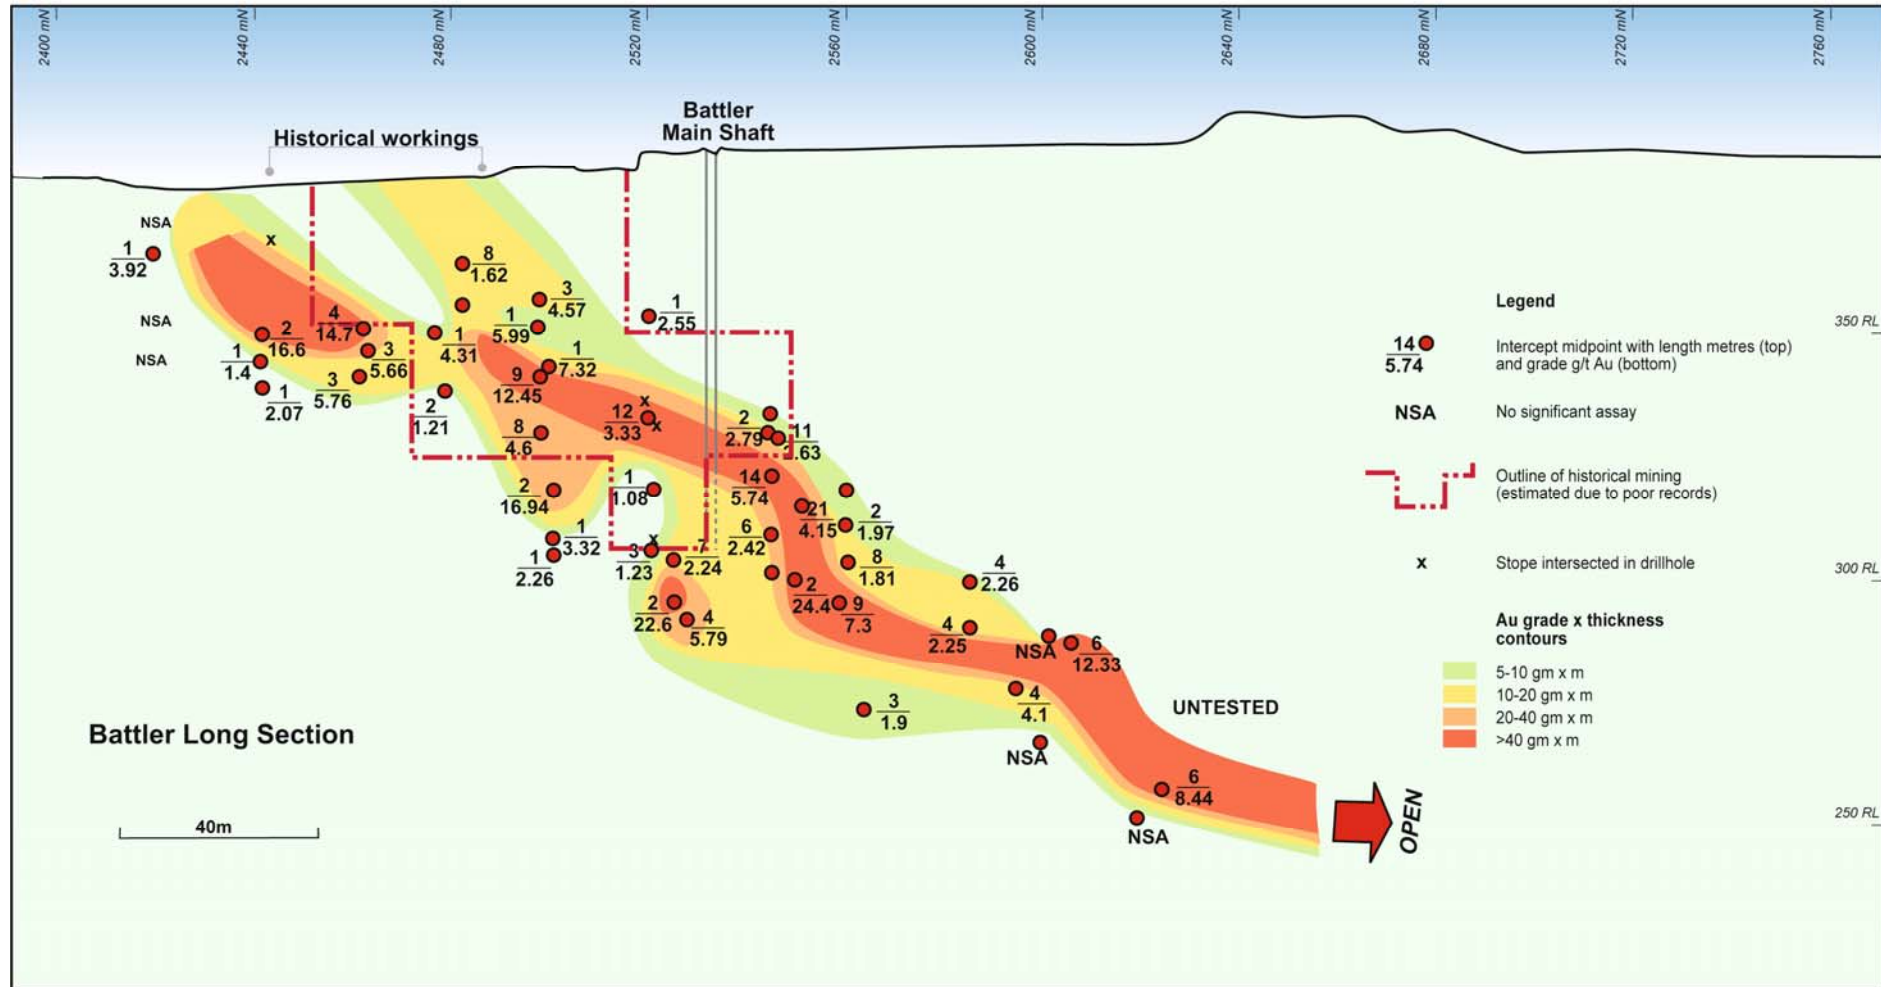 2400 mN
2440 mN
2480 mN
2520 mN
2560 mN
2600 mN
2640 mN
2680 mN
2720 mN
2760 mN
Battler
Main Shaft
Historical workings
NSA
1
3.92
NSA
NSA
2
16.6
1
1.4
1
2.07
4
14.7
3
5.66
3
5.76
8
1.62
3
4.57
1
5.99
1
4.31
1
7.32
9
12.45
2
1.21
8
4.6
2
16.94
1
3.32
1
2.26
1
2.55
x
x
12
3.33
x
1
1.08
x
3
1.23
7
2.24
2
22.6
4
5.79
2
2.79
11
.63
14
5.74
21
4.15
6
2.42
2
1.97
8
1.81
2
24.4
9
7.3
4
2.26
4
2.25
NSA
6
12.33
4
4.1
3
1.9
NSA
6
8.44
NSA
UNTESTED
OPEN
Battler Long Section
40m
350 RL
300 RL
250 RL
Legend
14
5.74
Intercept midpoint with length metres (top)
and grade g/t Au (bottom)
NSA
No significant assay
Outline of historical mining
(estimated due to poor records)
x
Stope intersected in drillhole
Au grade x thickness
contours
5-10 gm x m
10-20 gm x m
20-40 gm x m
>40 gm x m